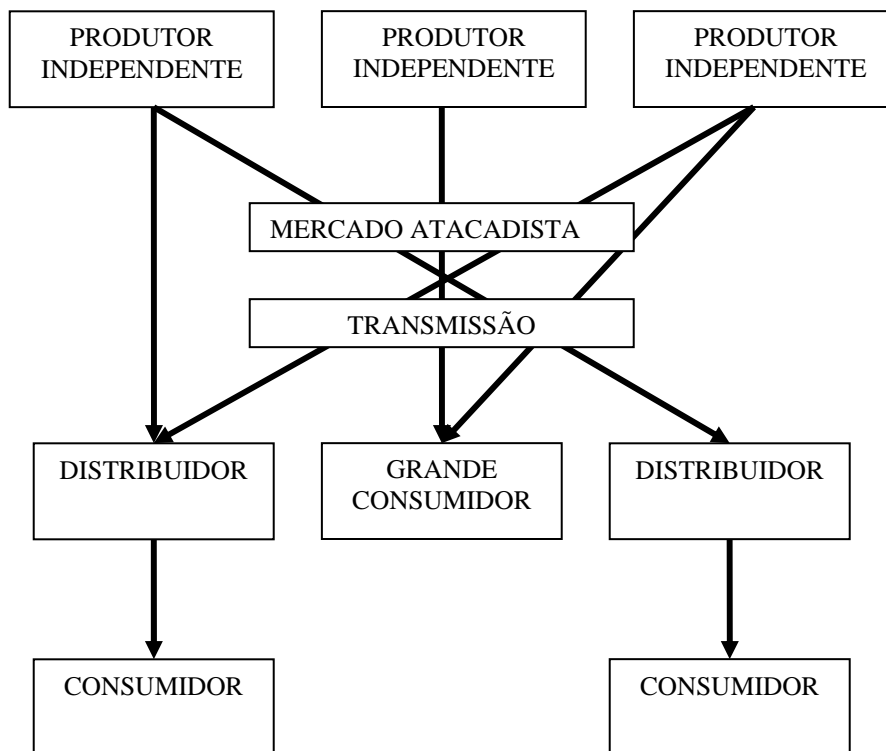 PRODUTOR
INDEPENDENTE
PRODUTOR
INDEPENDENTE
PRODUTOR
INDEPENDENTE
MERCADO ATACADISTA
TRANSMISSÃO
DISTRIBUIDOR
GRANDE
CONSUMIDOR
DISTRIBUIDOR
CONSUMIDOR
CONSUMIDOR